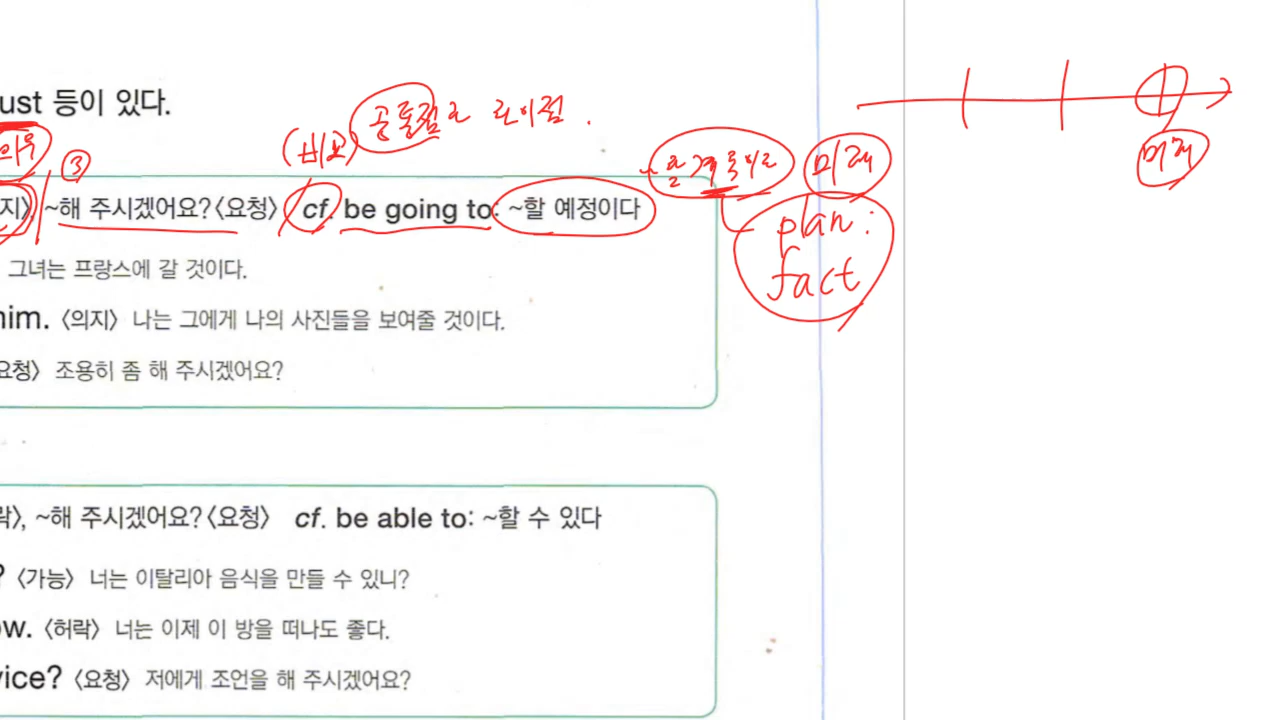 ust 등이 있다.
(비교) 공통점과 차이점.
③
미래
미래
지〉, ~해 주시겠어요?〈요청〉 cf. be going to: ~할 예정이다
plan:
fact
그녀는 프랑스에 갈 것이다.
him. 〈의지〉 나는 그에게 나의 사진들을 보여줄 것이다.
요청〉 조용히 좀 해 주시겠어요?
락〉, ~해 주시겠어요?〈요청〉 cf. be able to: ~할 수 있다
? 〈가능〉 너는 이탈리아 음식을 만들 수 있니?
ow. 〈허락〉 너는 이제 이 방을 떠나도 좋다.
vice? 〈요청〉 저에게 조언을 해 주시겠어요?